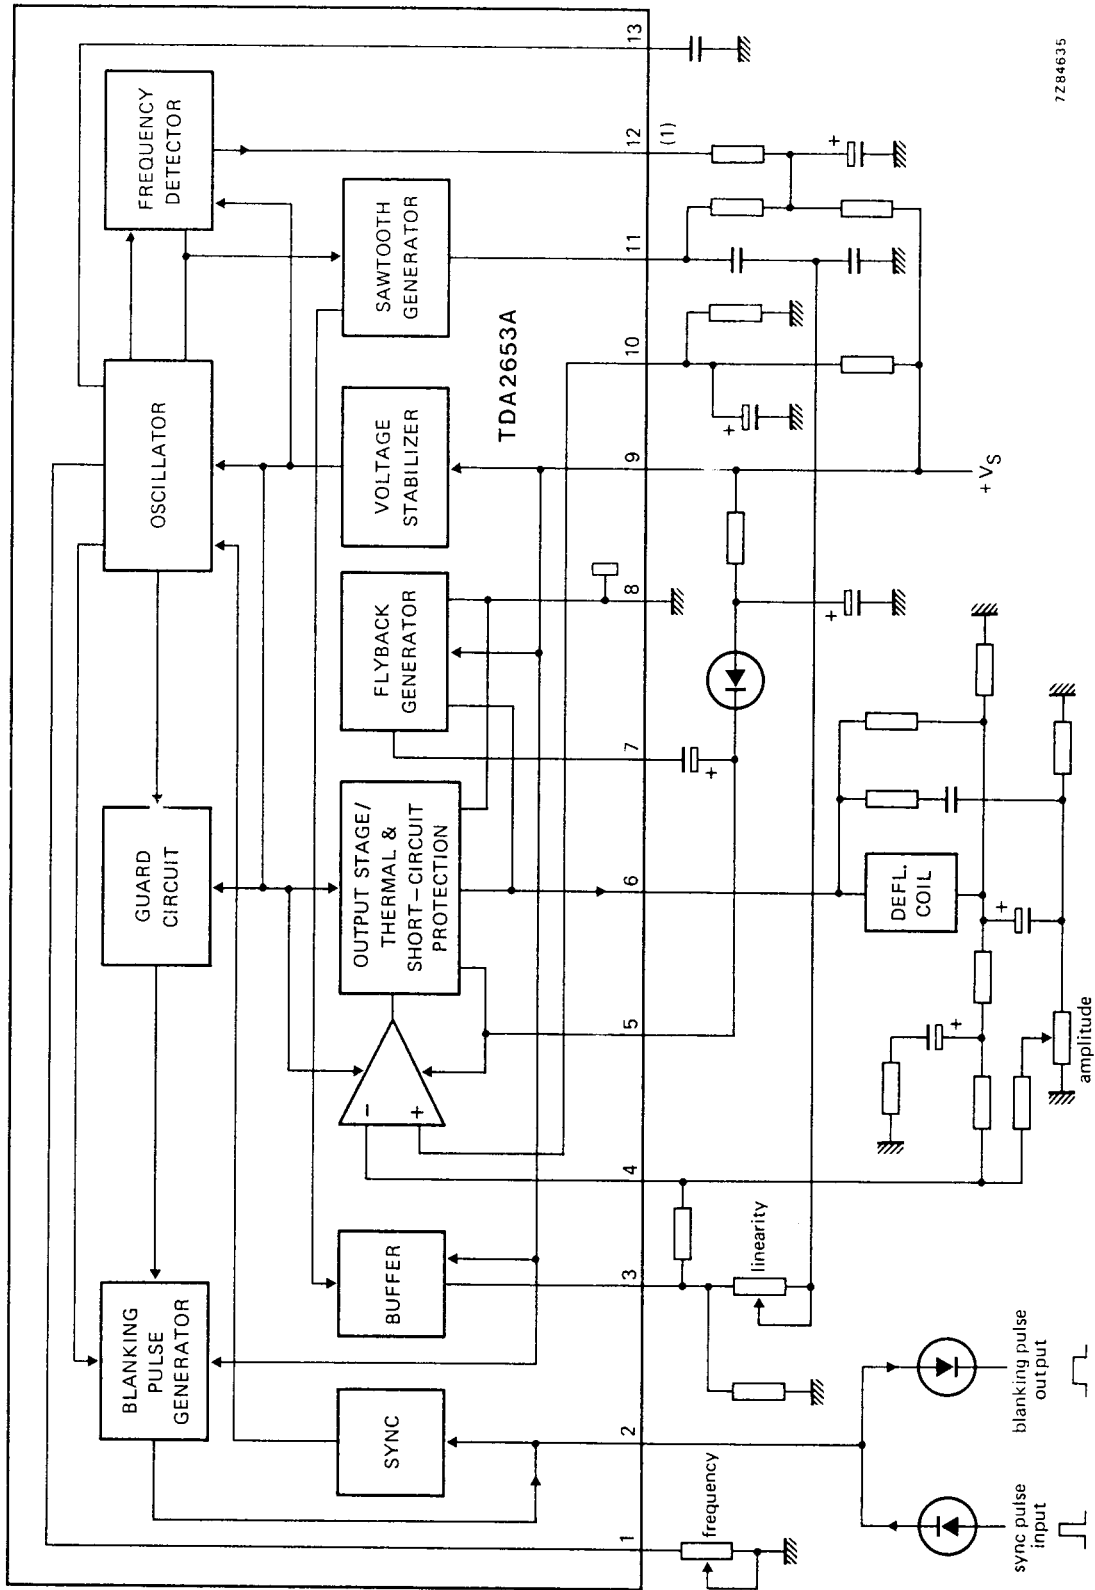 BLANKING
PULSE
GENERATOR
GUARD
CIRCUIT
OSCILLATOR
FREQUENCY
DETECTOR
SYNC
BUFFER
−
+
OUTPUT STAGE/
THERMAL &
SHORT-CIRCUIT
PROTECTION
FLYBACK
GENERATOR
VOLTAGE
STABILIZER
SAWTOOTH
GENERATOR
TDA2653A
1
2
3
4
5
6
7
8
9
10
11
12
13
(1)
frequency
linearity
+
+
+
+
+
+
DEFL.
COIL
+VS
amplitude
sync pulse
input
blanking pulse
output
7Z84635